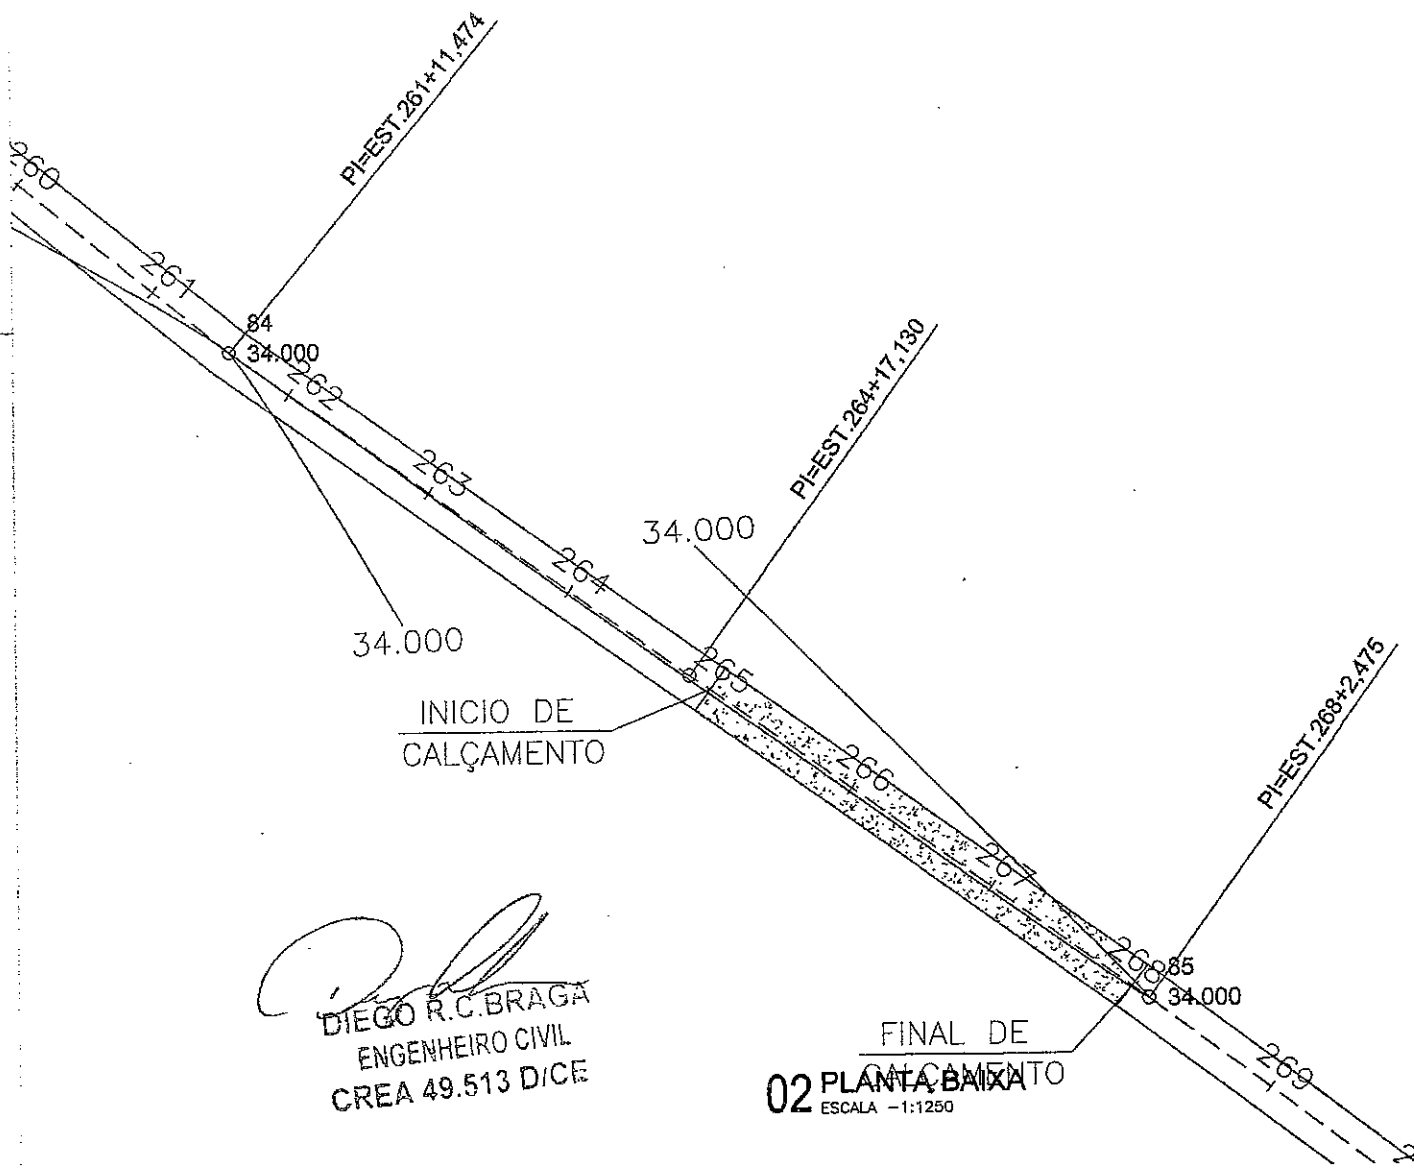 PI=EST.261+11,474
260
261
84
34.000
262
PI=EST.264+17,130
263
34.000
264
34.000
265
INICIO DE
CALÇAMENTO
PI=EST.268+2,475
266
267
268
85
34.000
DIEGO R.C.BRAGA
ENGENHEIRO CIVIL
CREA 49.513 D/CE
FINAL DE
CALÇAMENTO
269
02 PLANTA BAIXA
ESCALA -1:1250